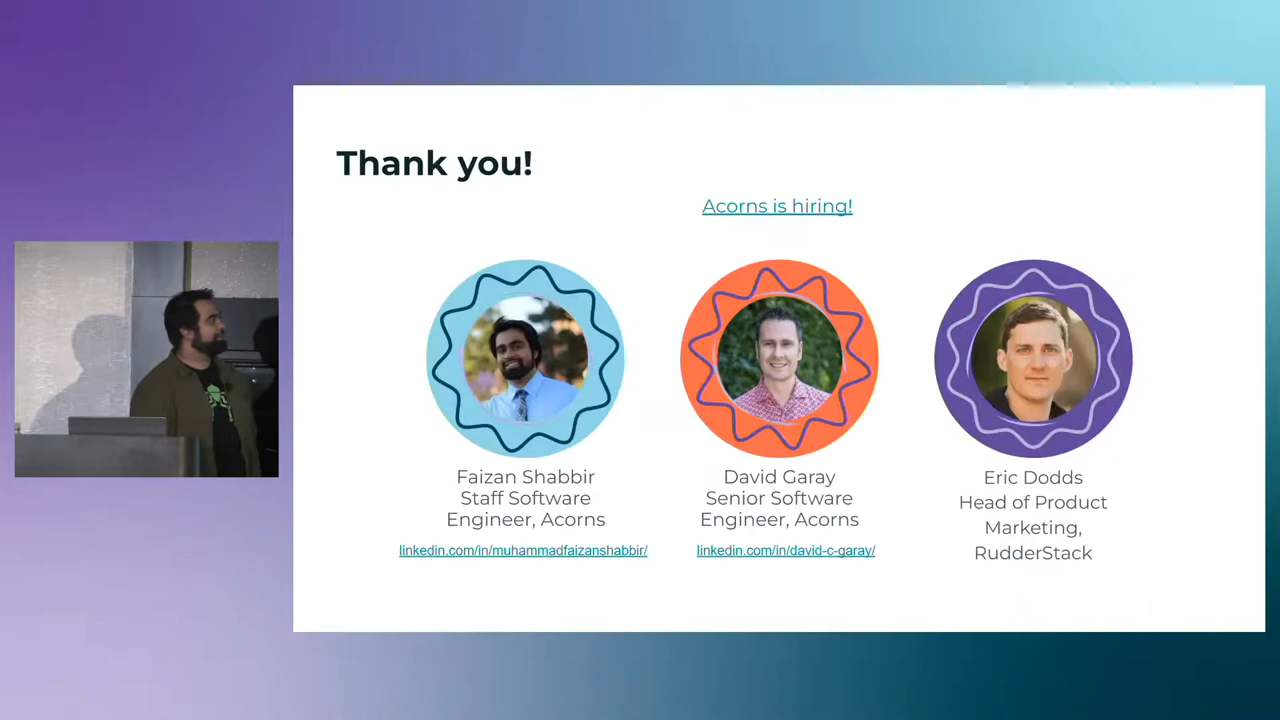 Thank you!
Acorns is hiring!
Faizan Shabbir
Staff Software
Engineer, Acorns
linkedin.com/in/muhammadfaizanshabbir/
David Garay
Senior Software
Engineer, Acorns
linkedin.com/in/david-c-garay/
Eric Dodds
Head of Product
Marketing,
RudderStack